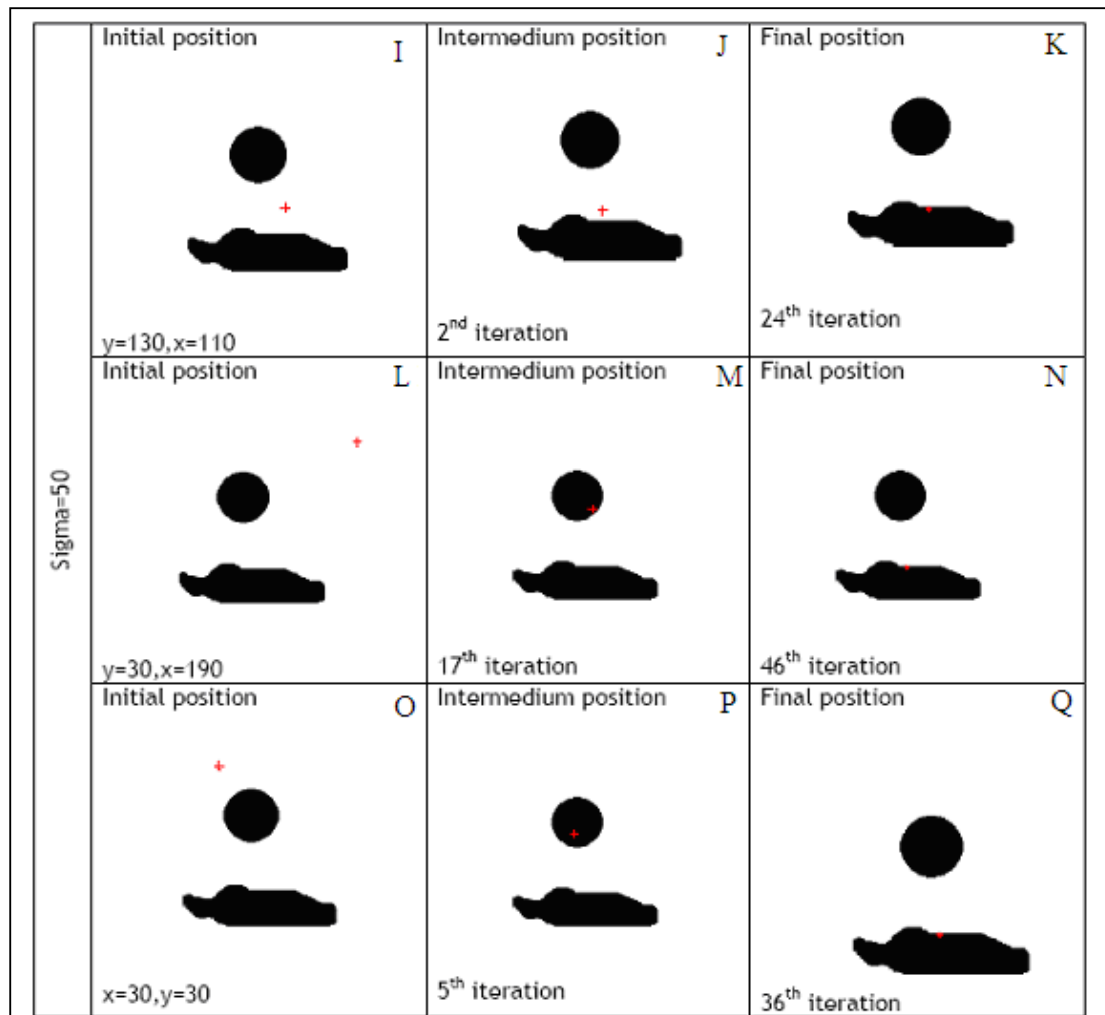 Sigma=50
Initial position I
Intermedium position J
Final position K
y=130,x=110
2nd iteration
24th iteration
Initial position L
Intermedium position M
Final position N
y=30,x=190
17th iteration
46th iteration
Initial position O
Intermedium position P
Final position Q
x=30,y=30
5th iteration
36th iteration